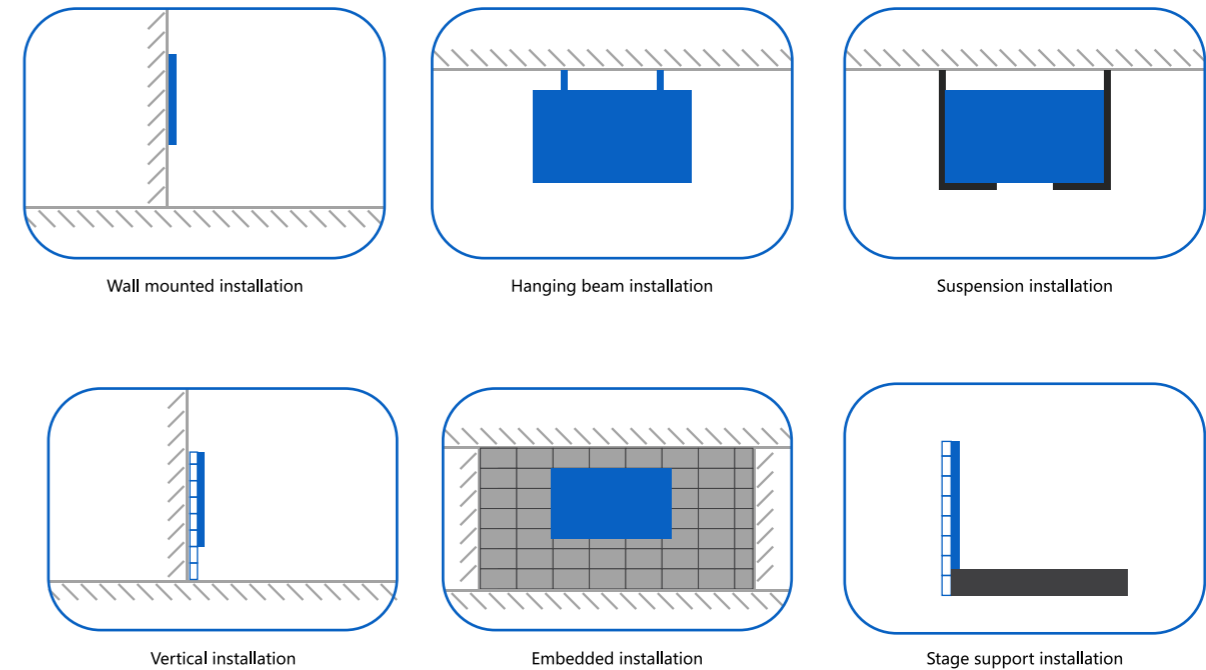 Wall mounted installation
Hanging beam installation
Suspension installation
Vertical installation
Embedded installation
Stage support installation